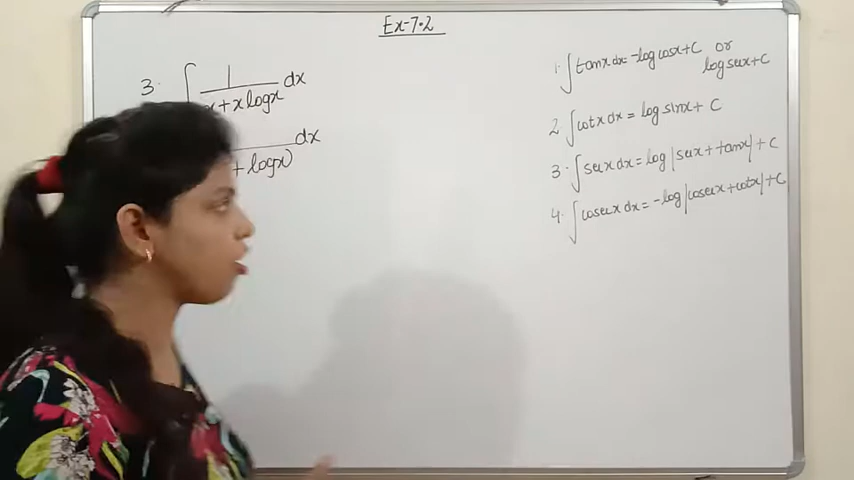 Ex-7.2
3. ∫ 1
x+xlogx dx
dx
+ logx)
1. ∫tanx dx = -log cosx + C or
log secx + C
2 ∫cotx dx = log sinx + C
3. ∫secx dx = log |secx + tanx| + C
4. ∫cosecx dx = -log |cosecx + cotx| + C